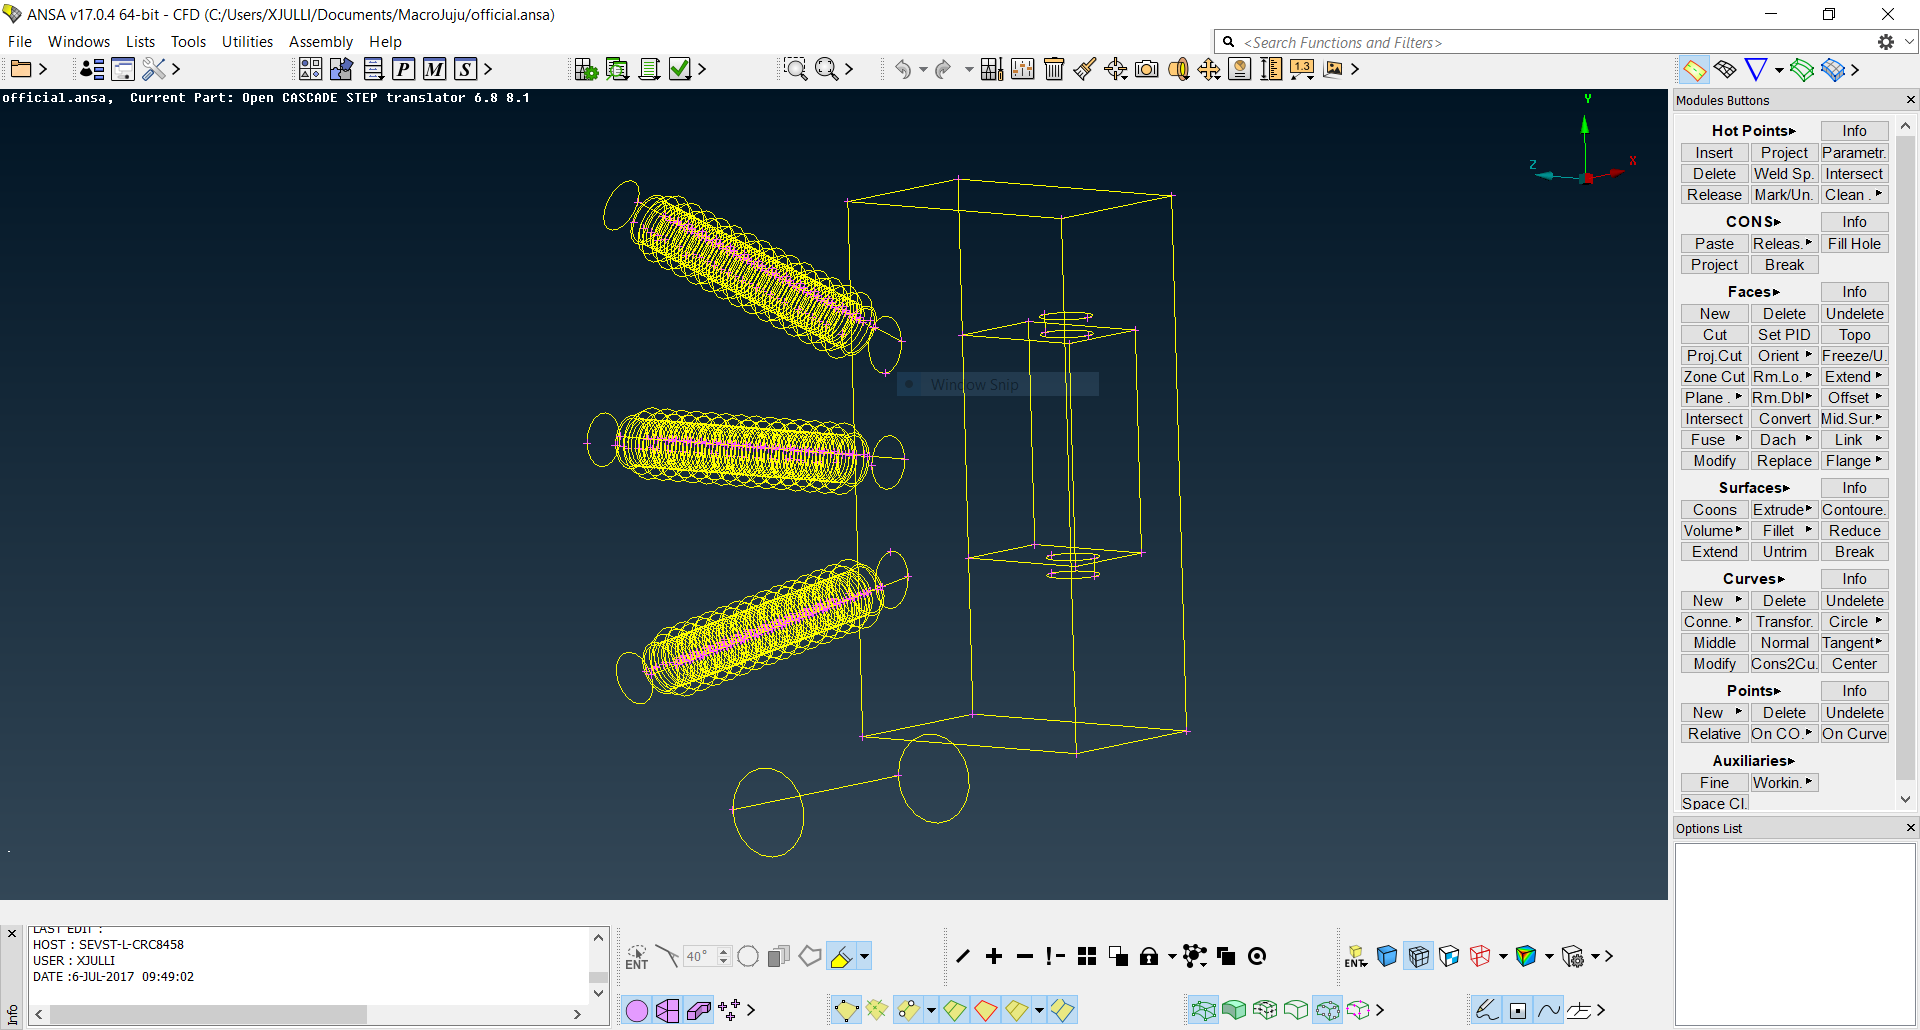 ANSA v17.0.4 64-bit - CFD (C:/Users/XJULLI/Documents/MacroJuju/official.ansa)
File Windows Lists Tools Utilities Assembly Help
<Search Functions and Filters>
P M S
1.3
official.ansa, Current Part: Open CASCADE STEP translator 6.8 8.1
Y
Z X
Window Snip
Modules Buttons
Hot Points Info
Insert Project Parametr.
Delete Weld Sp. Intersect
Release Mark/Un. Clean .
CONS Info
Paste Releas. Fill Hole
Project Break
Faces Info
New Delete Undelete
Cut Set PID Topo
Proj.Cut Orient Freeze/U.
Zone Cut Rm.Lo. Extend
Plane . Rm.Dbl Offset
Intersect Convert Mid.Sur.
Fuse Dach Link
Modify Replace Flange
Surfaces Info
Coons Extrude Contoure.
Volume Fillet Reduce
Extend Untrim Break
Curves Info
New Delete Undelete
Conne. Transfor. Circle
Middle Normal Tangent
Modify Cons2Cu. Center
Points Info
New Delete Undelete
Relative On CO. On Curve
Auxiliaries
Fine Workin.
Space Cl.
Options List
Info
LAST EDIT :
HOST : SEVST-L-CRC8458
USER : XJULLI
DATE :6-JUL-2017 09:49:02
ENT 40°
ENT